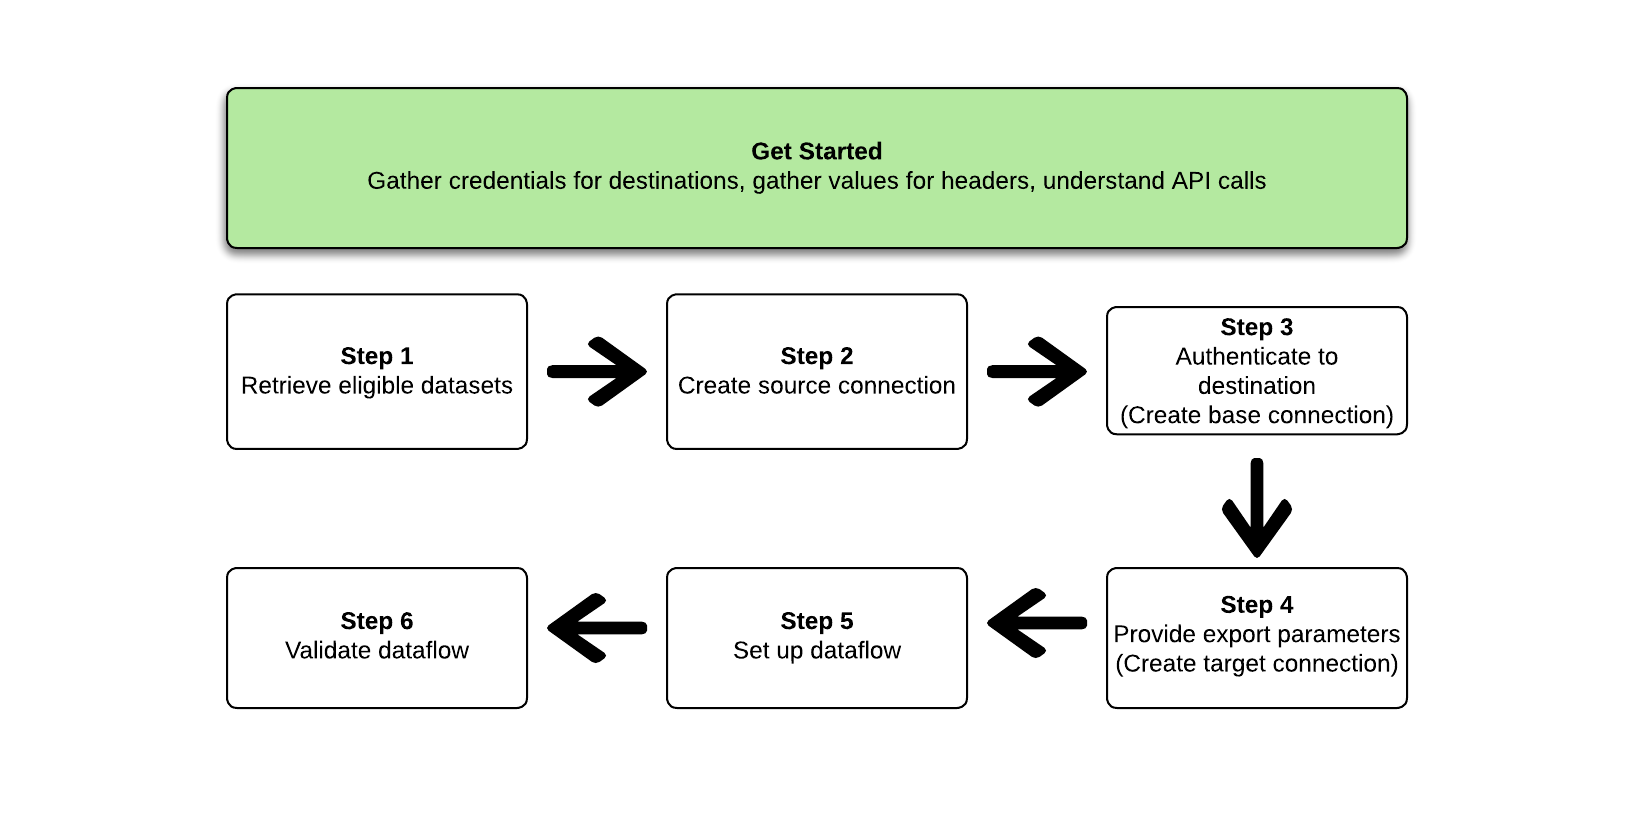 Get Started
Gather credentials for destinations, gather values for headers, understand API calls
Step 1
Retrieve eligible datasets
Step 2
Create source connection
Step 3
Authenticate to
destination
(Create base connection)
Step 4
Provide export parameters
(Create target connection)
Step 5
Set up dataflow
Step 6
Validate dataflow